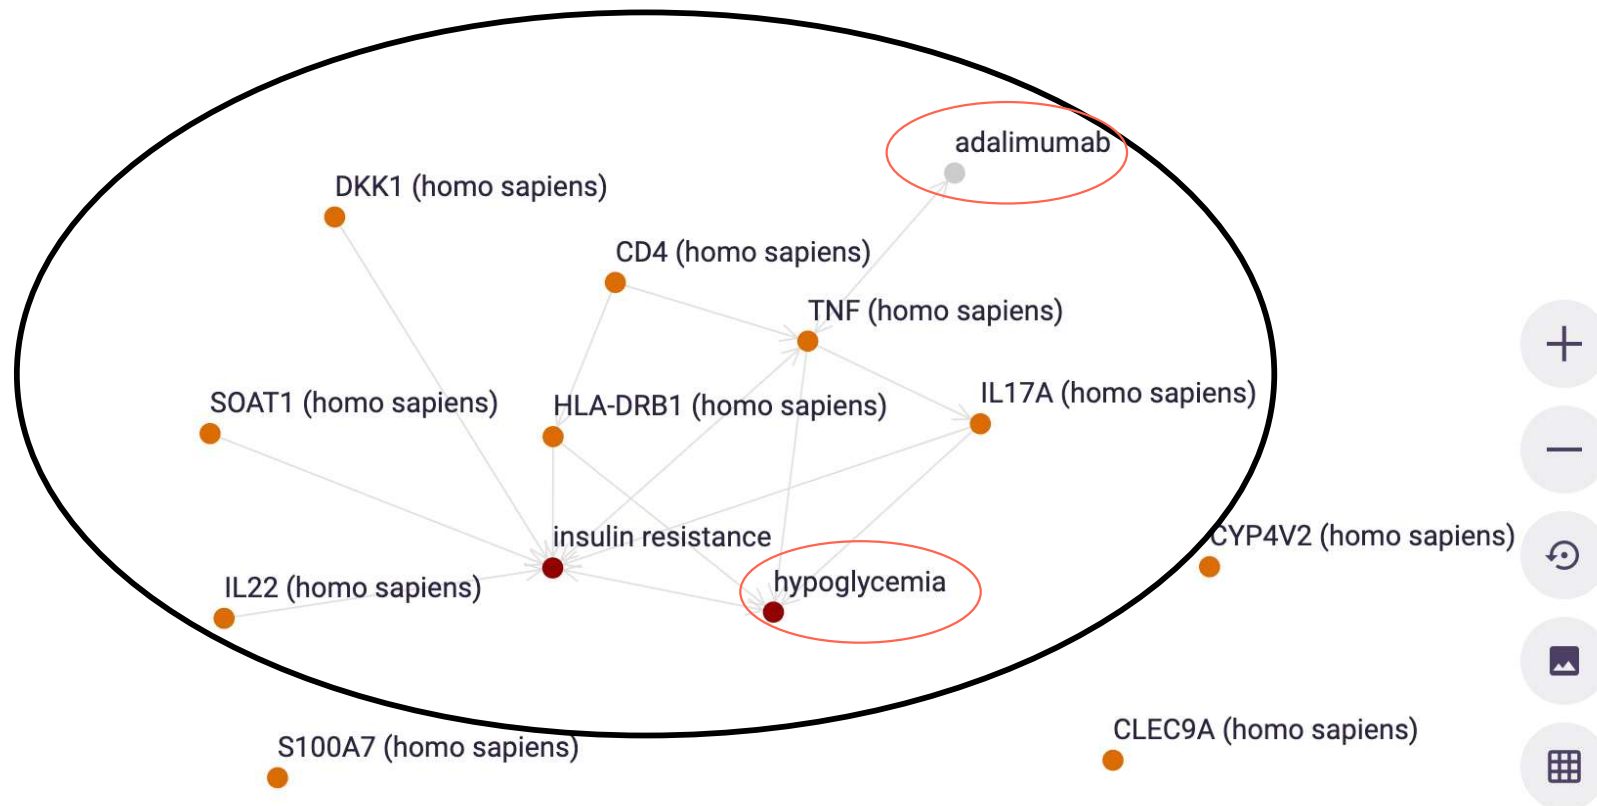 adalimumab
DKK1 (homo sapiens)
CD4 (homo sapiens)
TNF (homo sapiens)
IL17A (homo sapiens)
SOAT1 (homo sapiens)
HLA-DRB1 (homo sapiens)
insulin resistance
CYP4V2 (homo sapiens)
IL22 (homo sapiens)
hypoglycemia
CLEC9A (homo sapiens)
S100A7 (homo sapiens)